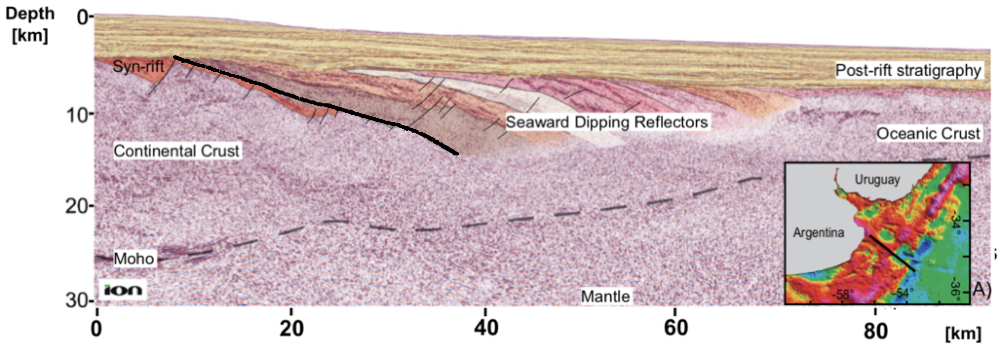 Depth
[km]
0
10
20
30
Syn-rift
Post-rift stratigraphy
Seaward Dipping Reflectors
Oceanic Crust
Continental Crust
Moho
ion
Mantle
Uruguay
Argentina
-34°
-36°
-58°
-54°
A)
0
20
40
60
80
[km]